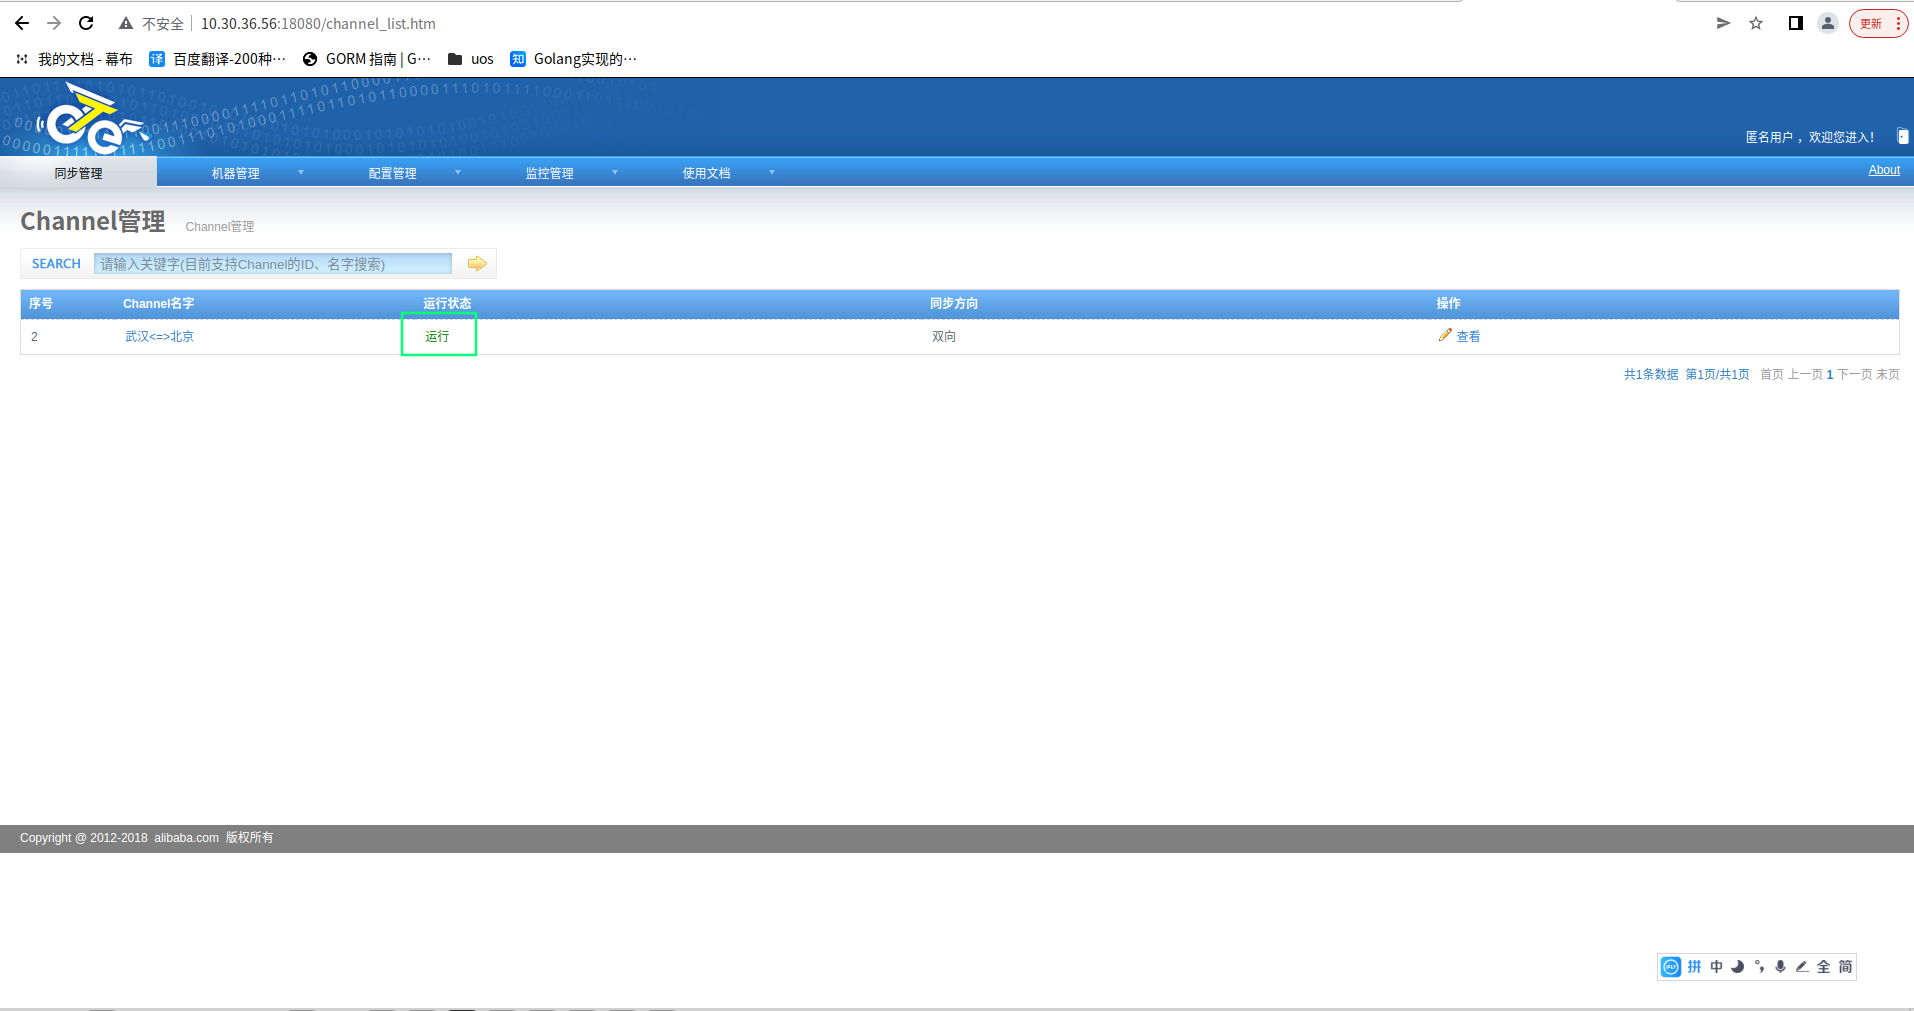 不安全 10.30.36.56:18080/channel_list.htm 更新
我的文档 - 幕布 译 百度翻译-200种… GORM 指南 | G… uos 知 Golang实现的…
匿名用户 ，欢迎您进入！
同步管理 机器管理 配置管理 监控管理 使用文档 About
Channel管理 Channel管理
SEARCH 请输入关键字(目前支持Channel的ID、名字搜索)
序号 Channel名字 运行状态 同步方向 操作
2 武汉<=>北京 运行 双向 查看
共1条数据 第1页/共1页 首页 上一页 1 下一页 末页
Copyright @ 2012-2018 alibaba.com 版权所有
iFLY 拼 中 °, 全 简